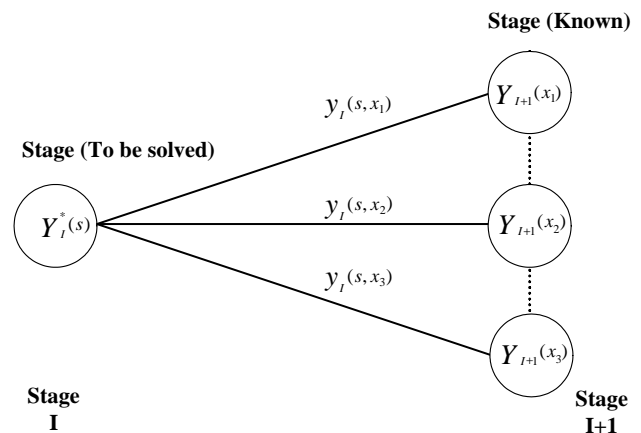 Stage (Known)
Y_{I+1}(x_1)
y_I(s, x_1)
Stage (To be solved)
Y_I^*(s)
y_I(s, x_2)
Y_{I+1}(x_2)
y_I(s, x_3)
Y_{I+1}(x_3)
Stage
I
Stage
I+1